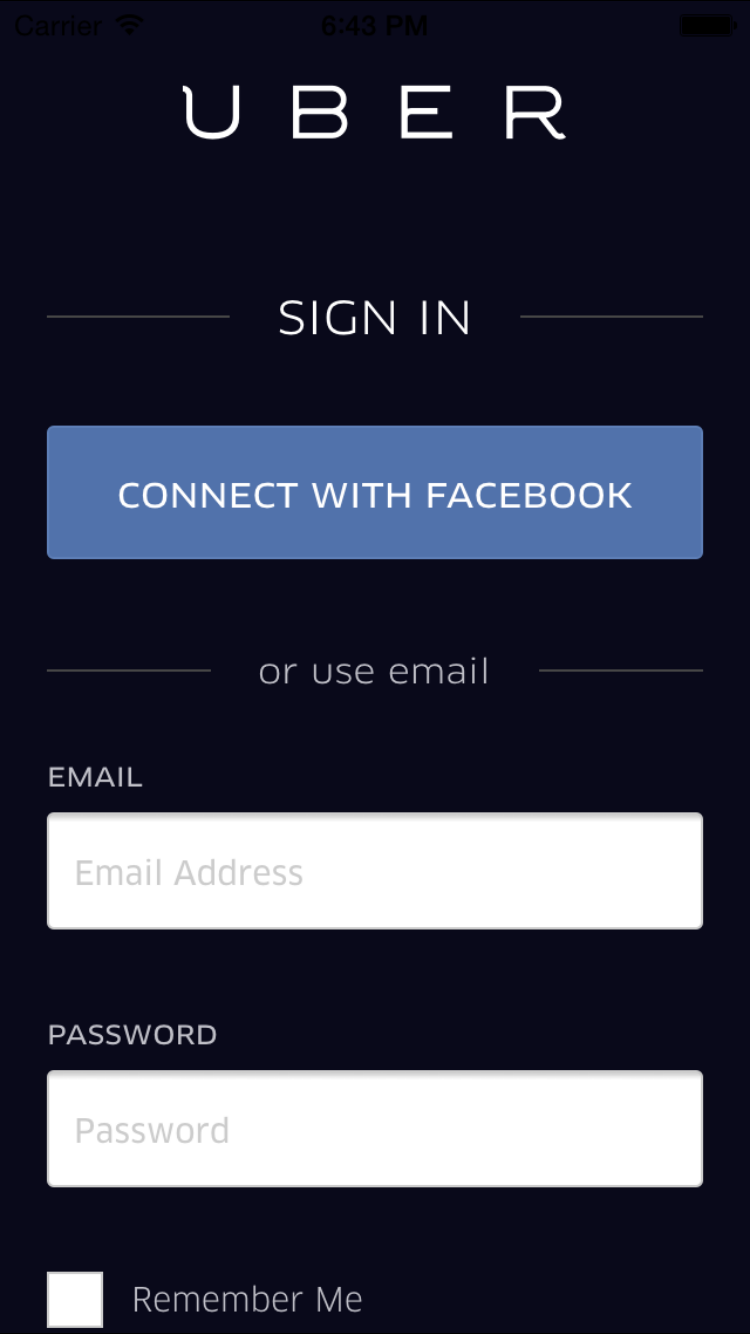 Carrier 6:43 PM
UBER
SIGN IN
CONNECT WITH FACEBOOK
or use email
EMAIL
Email Address
PASSWORD
Password
Remember Me